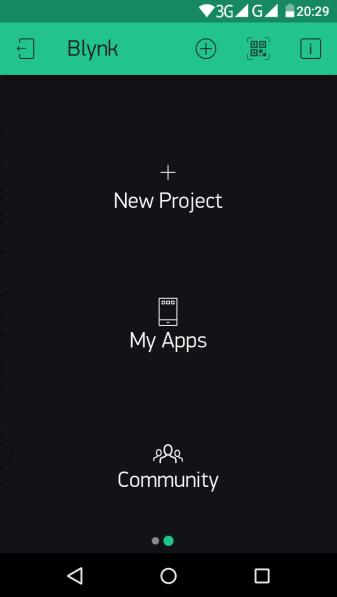 3G G 20:29
Blynk
New Project
My Apps
Community